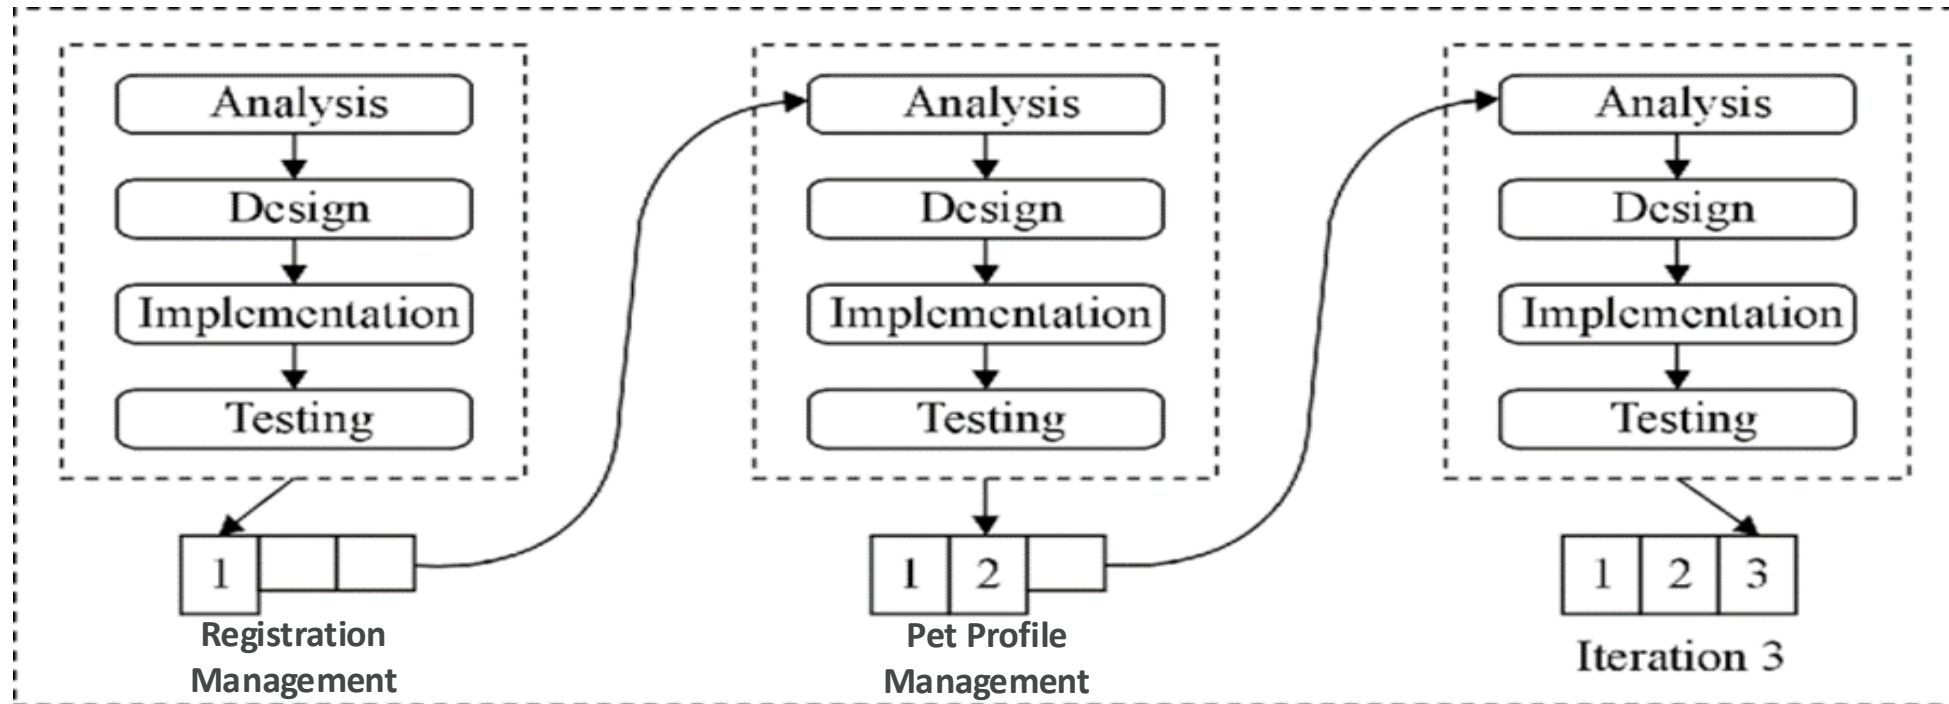 Analysis
Design
Implementation
Testing
1
Registration
Management
Analysis
Design
Implementation
Testing
1 2
Pet Profile
Management
Analysis
Design
Implementation
Testing
1 2 3
Iteration 3